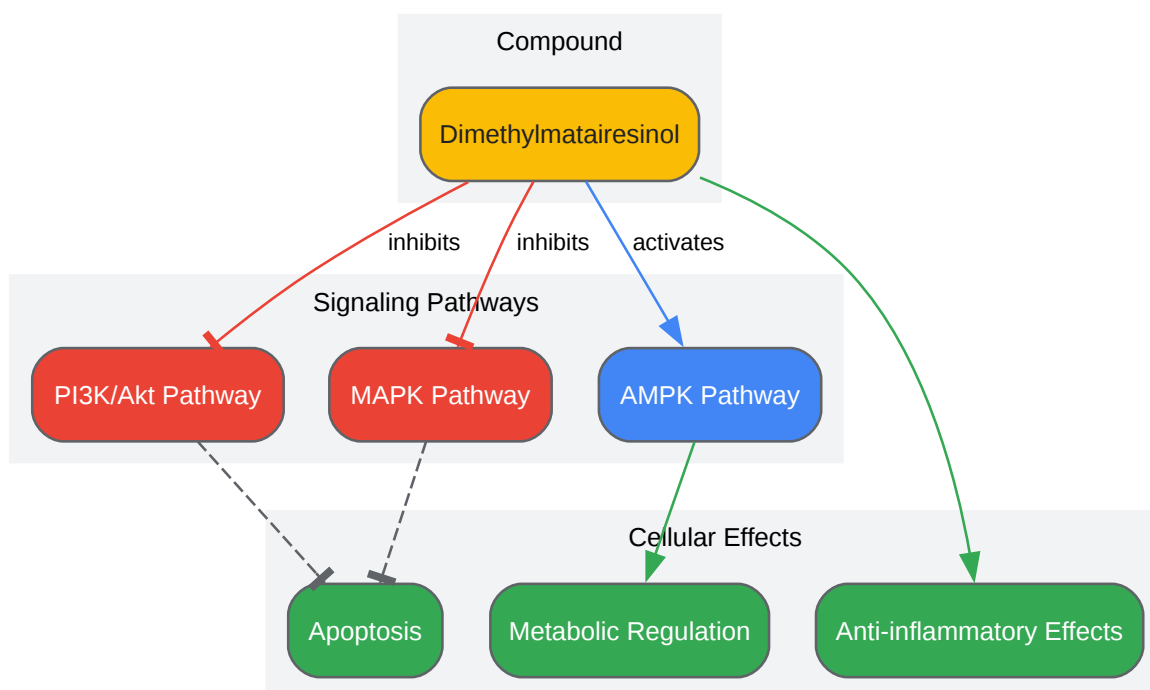 Compound
Dimethylmatairesinol
inhibits
inhibits
activates
Signaling Pathways
PI3K/Akt Pathway
MAPK Pathway
AMPK Pathway
Cellular Effects
Apoptosis
Metabolic Regulation
Anti-inflammatory Effects